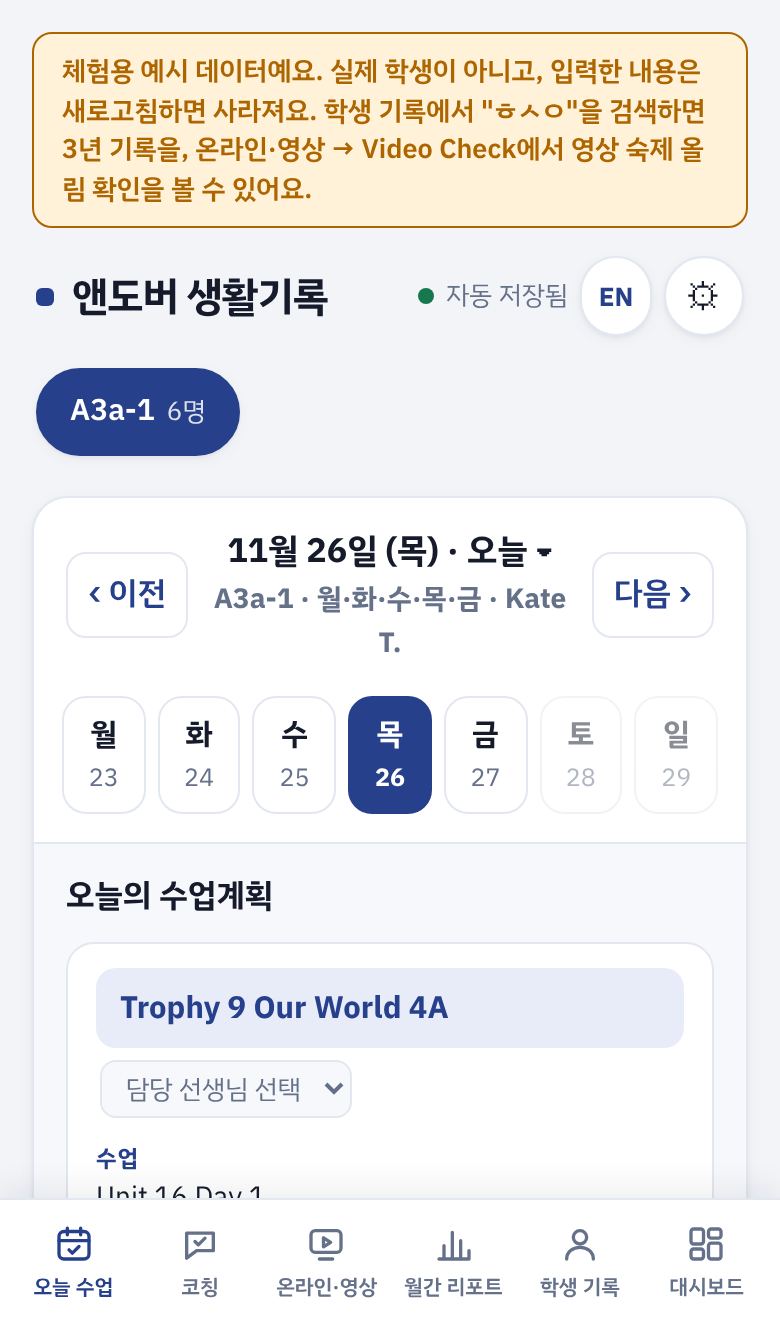 체험용 예시 데이터예요. 실제 학생이 아니고, 입력한 내용은
새로고침하면 사라져요. 학생 기록에서 "ㅎㅅㅇ"을 검색하면
3년 기록을, 온라인·영상 → Video Check에서 영상 숙제 올
림 확인을 볼 수 있어요.
앤도버 생활기록
자동 저장됨
EN
A3a-1 6명
‹ 이전
11월 26일 (목) · 오늘
A3a-1 · 월·화·수·목·금 · Kate
T.
다음 ›
월 화 수 목 금 토 일
23 24 25 26 27 28 29
오늘의 수업계획
Trophy 9 Our World 4A
담당 선생님 선택
수업
Unit 16 Day 1
오늘 수업 코칭 온라인·영상 월간 리포트 학생 기록 대시보드